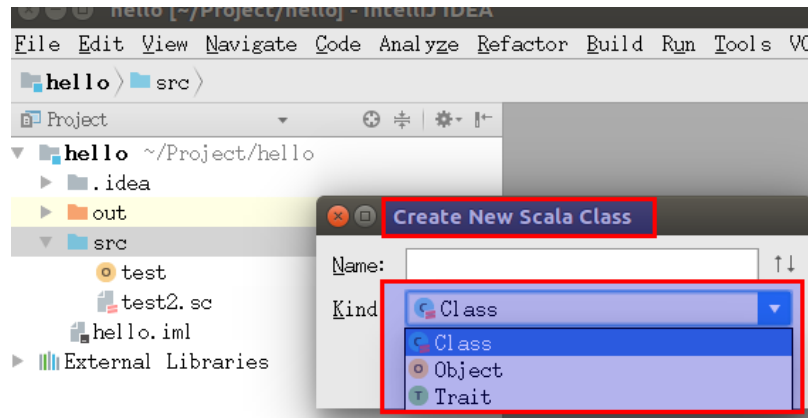 hello [~/Project/hello] - IntelliJ IDEA
File Edit View Navigate Code Analyze Refactor Build Run Tools VC
hello src
Project
hello ~/Project/hello
.idea
out
src
test
test2.sc
hello.iml
External Libraries
Create New Scala Class
Name:
Kind
Class
Class
Object
Trait